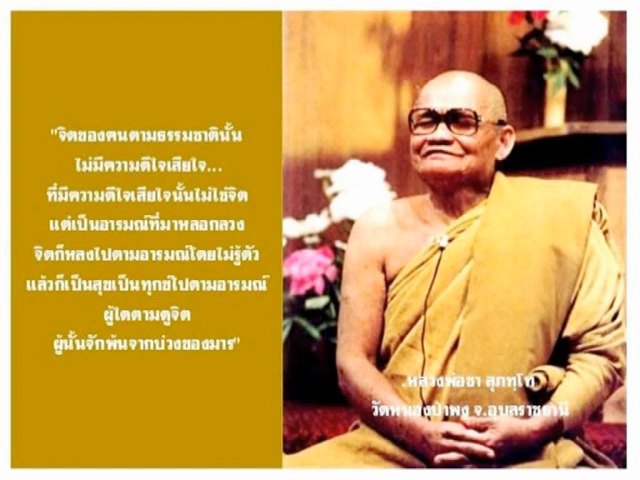 "จิตของคนตามธรรมชาตินั้น
ไม่มีความดีใจเสียใจ...
ที่มีความดีใจเสียใจนั้นไม่ใช่จิต
แต่เป็นอารมณ์ที่มาหลอกลวง
จิตก็หลงไปตามอารมณ์โดยไม่รู้ตัว
แล้วก็เป็นสุขเป็นทุกข์ไปตามอารมณ์
ผู้ใดตามดูจิต
ผู้นั้นจักพ้นจากบ่วงของมาร"
.หลวงพ่อชา สุภทฺโท
วัดหนองป่าพง จ.อุบลราชธานี